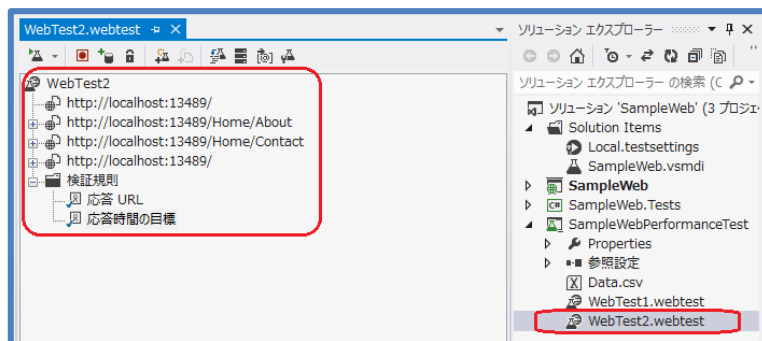 WebTest2.webtest
WebTest2
http://localhost:13489/
http://localhost:13489/Home/About
http://localhost:13489/Home/Contact
http://localhost:13489/
検証規則
応答 URL
応答時間の目標
ソリューション エクスプローラー
ソリューション エクスプローラー の検索 (C
ソリューション 'SampleWeb' (3 プロジェ
Solution Items
Local.testsettings
SampleWeb.vsmdi
SampleWeb
C# SampleWeb.Tests
SampleWebPerformanceTest
Properties
参照設定
Data.csv
WebTest1.webtest
WebTest2.webtest